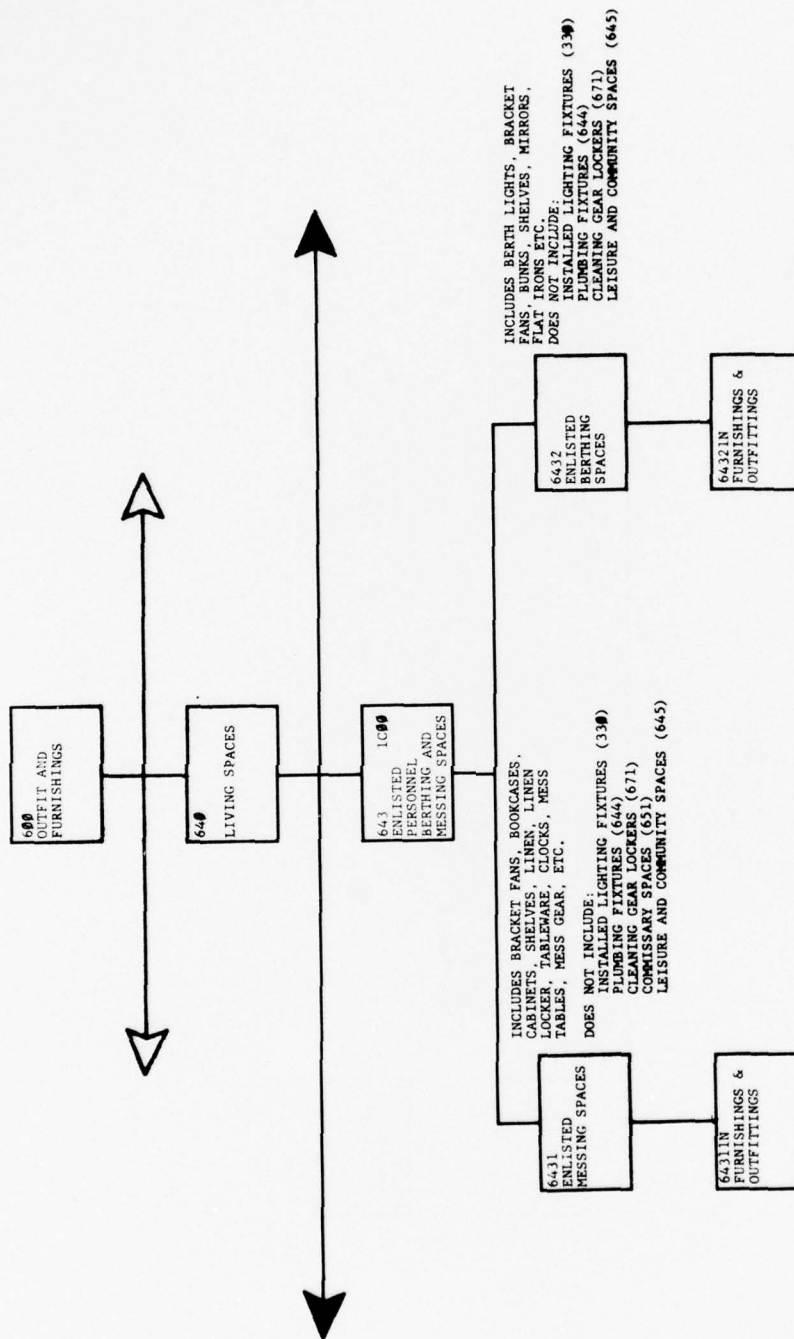 600
OUTFIT AND
FURNISHINGS
640
LIVING SPACES
643 1C00
ENLISTED
PERSONNEL
BERTHING AND
MESSING SPACES
INCLUDES BRACKET FANS, BOOKCASES,
CABINETS, SHELVES, LINEN, LINEN
LOCKER, TABLEWARE, CLOCKS, MESS
TABLES, MESS GEAR, ETC.
DOES NOT INCLUDE:
INSTALLED LIGHTING FIXTURES (330)
PLUMBING FIXTURES (644)
CLEANING GEAR LOCKERS (671)
COMMISSARY SPACES (651)
LEISURE AND COMMUNITY SPACES (645)
6431
ENLISTED
MESSING SPACES
64311N
FURNISHINGS &
OUTFITTINGS
INCLUDES BERTH LIGHTS, BRACKET
FANS, BUNKS, SHELVES, MIRRORS,
FLAT IRONS ETC.
DOES NOT INCLUDE:
INSTALLED LIGHTING FIXTURES (330)
PLUMBING FIXTURES (644)
CLEANING GEAR LOCKERS (671)
LEISURE AND COMMUNITY SPACES (645)
6432
ENLISTED
BERTHING
SPACES
64321N
FURNISHINGS &
OUTFITTINGS